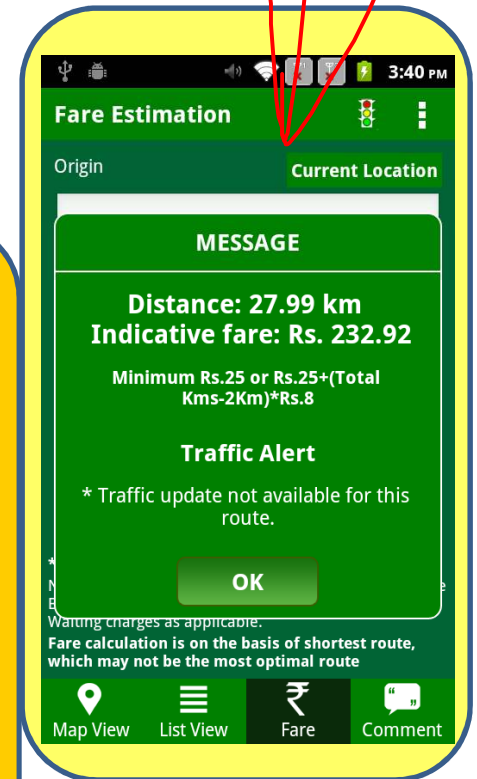 3:40 PM
Fare Estimation
Origin
Current Location
MESSAGE
Distance: 27.99 km
Indicative fare: Rs. 232.92
Minimum Rs.25 or Rs.25+(Total
Kms-2Km)*Rs.8
Traffic Alert
* Traffic update not available for this
route.
OK
Waiting charges as applicable.
Fare calculation is on the basis of shortest route,
which may not be the most optimal route
Map View
List View
₹
Fare
Comment